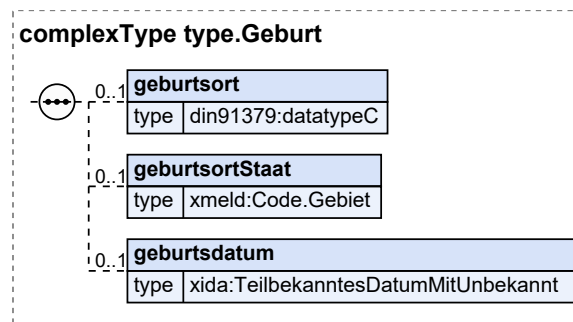 complexType type.Geburt
0..1 geburtsort
type din91379:datatypeC
0..1 geburtsortStaat
type xmeld:Code.Gebiet
0..1 geburtsdatum
type xida:TeilbekanntesDatumMitUnbekannt